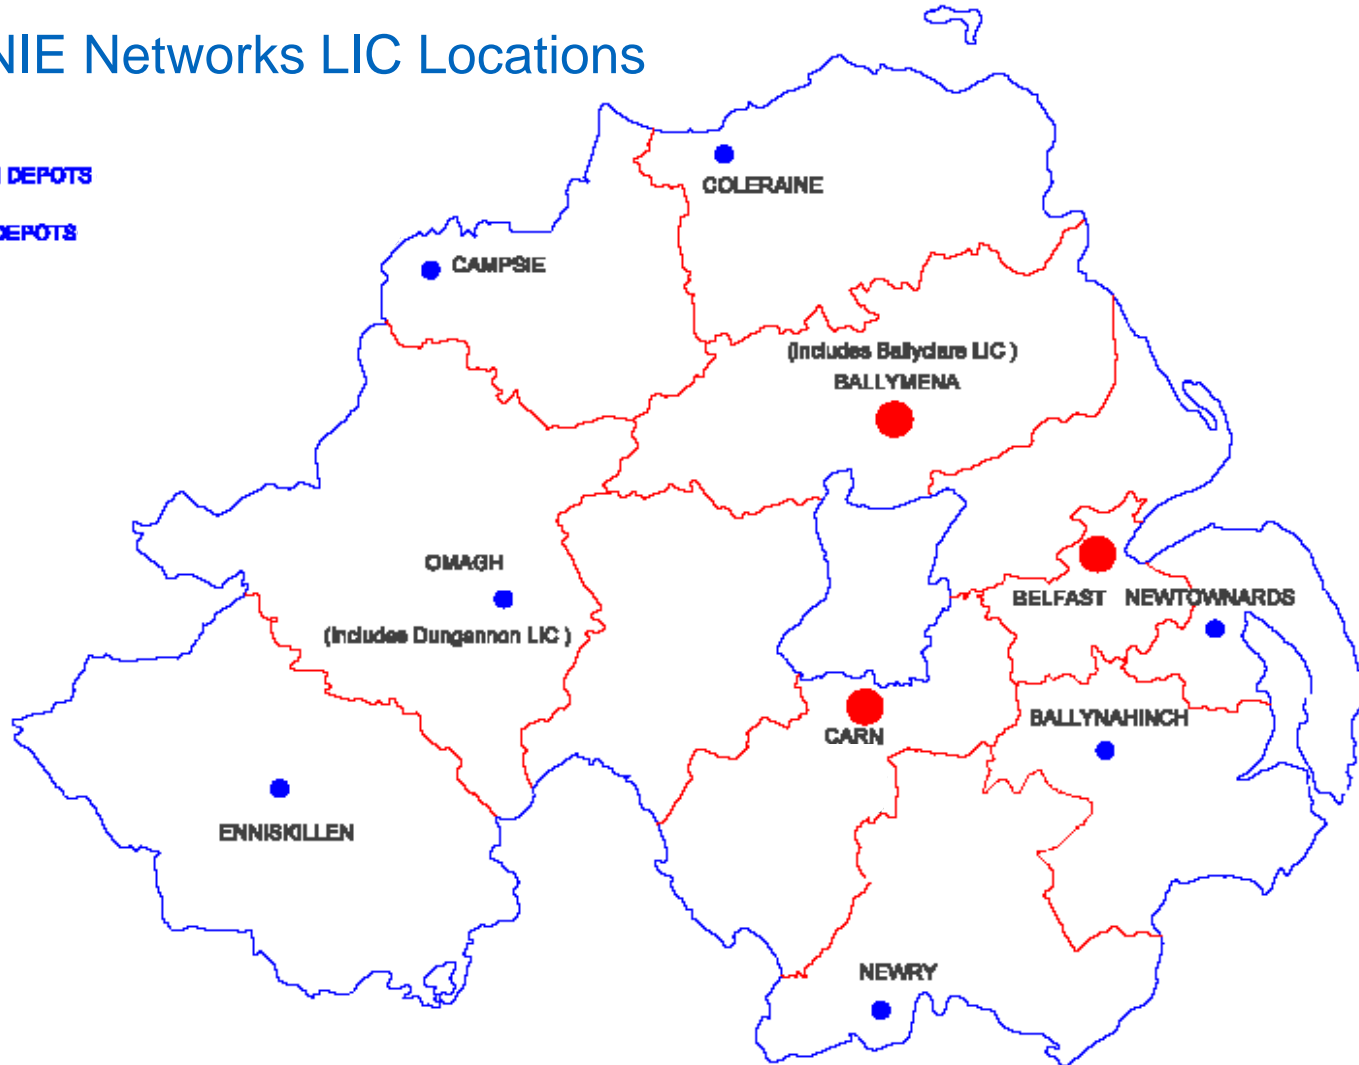 NIE Networks LIC Locations
DEPOTS
DEPOTS
COLERAINE
CAMPSIE
(Includes Ballyclare LIC )
BALLYMENA
OMAGH
(Includes Dungannon LIC )
BELFAST
NEWTOWNARDS
CARN
BALLYNAHINCH
ENNISKILLEN
NEWRY